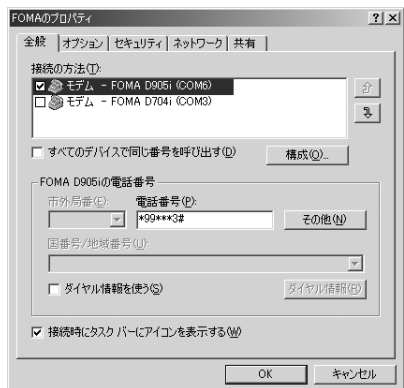 FOMAのプロパティ
全般 オプション セキュリティ ネットワーク 共有
接続の方法(T):
モデム - FOMA D905i (COM6)
モデム - FOMA D704i (COM3)
すべてのデバイスで同じ番号を呼び出す(D) 構成(O)...
FOMA D905iの電話番号
市外局番(E): 電話番号(P):
*99***3# その他(N)
国番号/地域番号(U):
ダイヤル情報を使う(S) ダイヤル情報(R)
接続時にタスク バーにアイコンを表示する(W)
OK キャンセル